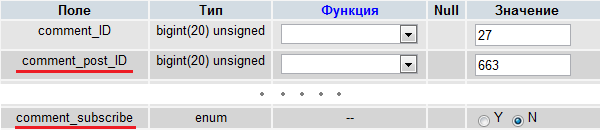 Поле Тип Функция Null Значение
comment_ID bigint(20) unsigned 27
comment_post_ID bigint(20) unsigned 663
comment_subscribe enum -- Y N